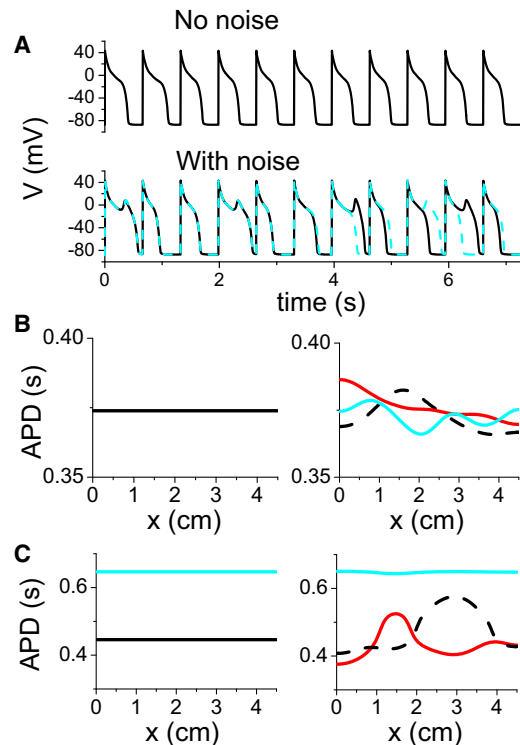 No noise
A
40
0
-40
-80
V (mV)
With noise
40
0
-40
-80
0 2 4 6
time (s)
B
0.40
0.35
APD (s)
0 1 2 3 4
x (cm)
0.40
0.35
0 1 2 3 4
x (cm)
C
0.6
0.4
APD (s)
0 1 2 3 4
x (cm)
0.6
0.4
0 1 2 3 4
x (cm)